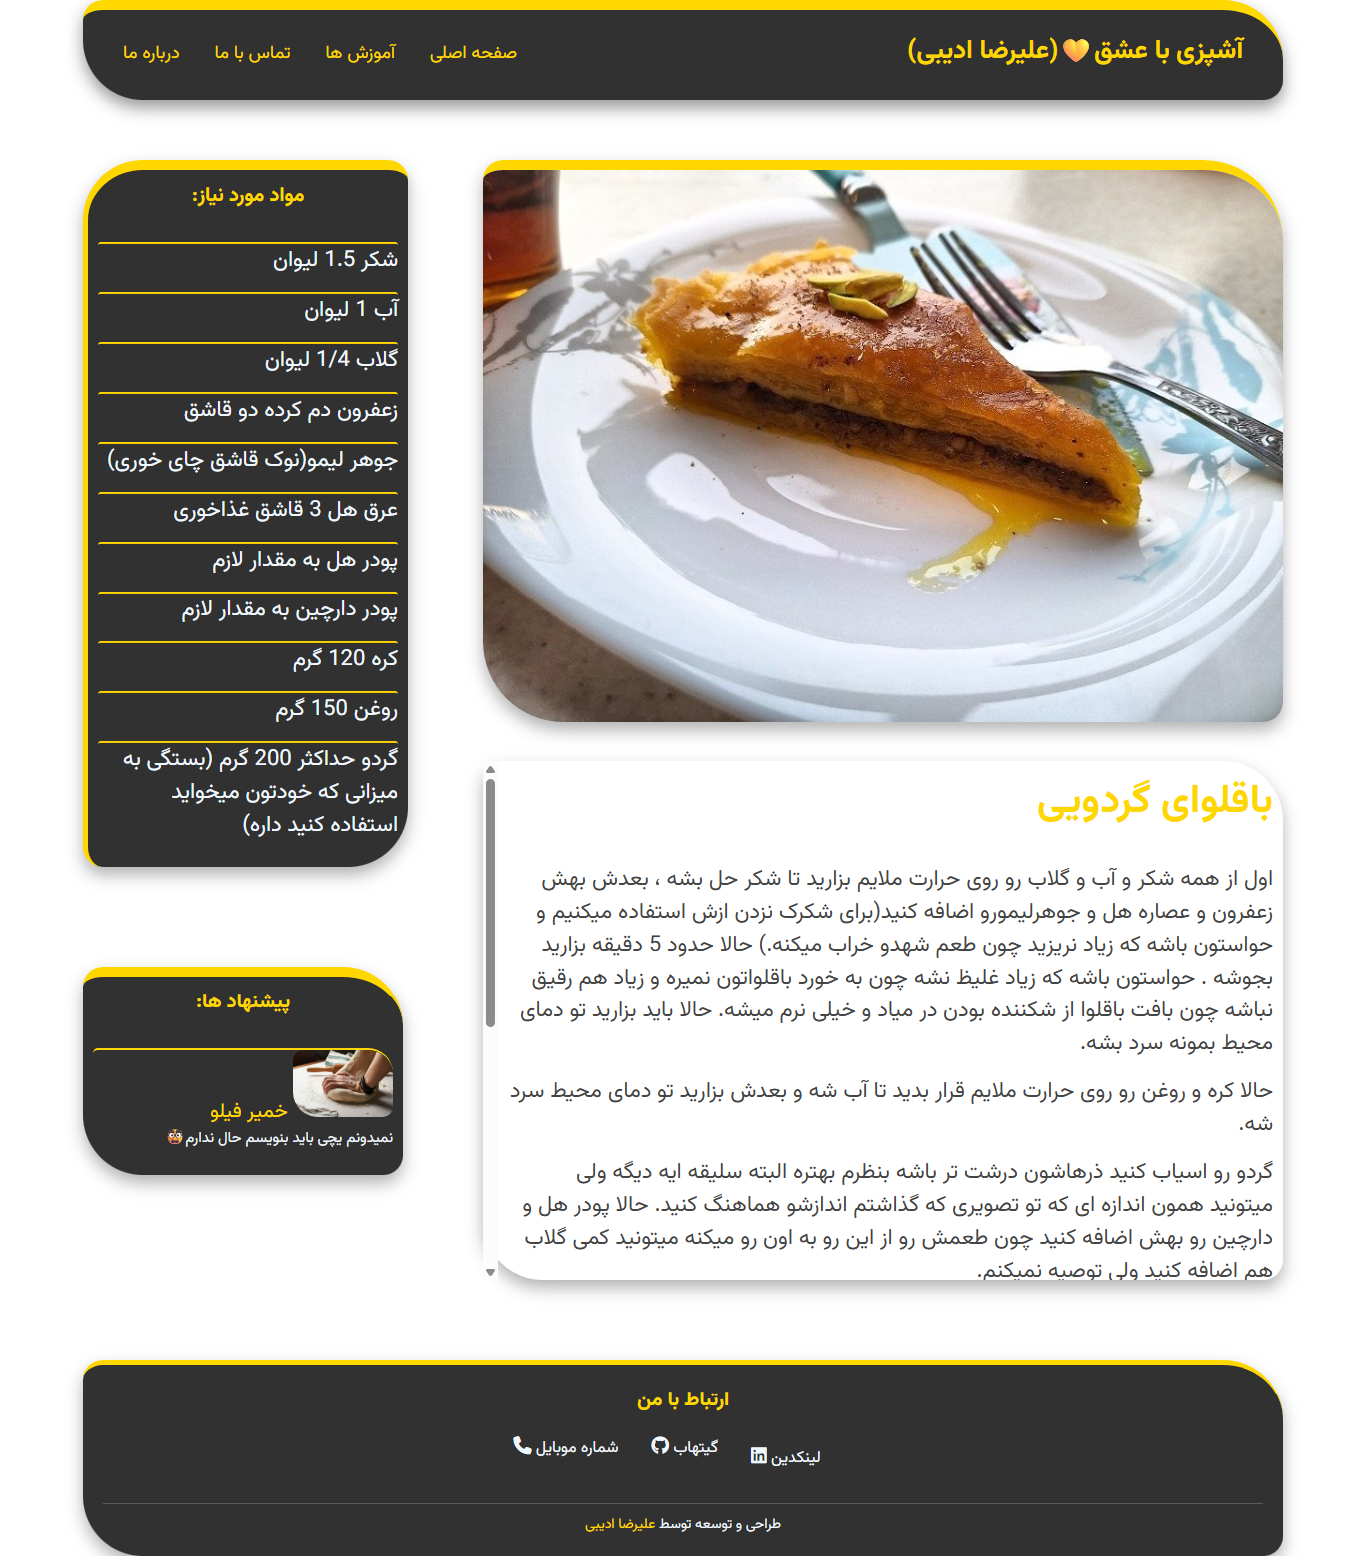 آشپزی با عشق🧡(علیرضا ادیبی)
صفحه اصلی
آموزش ها
تماس با ما
درباره ما
باقلوای گردویی
اول از همه شکر و آب و گلاب رو روی حرارت ملایم بزارید تا شکر حل بشه ، بعدش بهش
زعفرون و عصاره هل و جوهرلیمورو اضافه کنید(برای شکرک نزدن ازش استفاده میکنیم و
حواستون باشه که زیاد نریزید چون طعم شهدو خراب میکنه.) حالا حدود 5 دقیقه بزارید
بجوشه . حواستون باشه که زیاد غلیظ نشه چون به خورد باقلواتون نمیره و زیاد هم رقیق
نباشه چون بافت باقلوا از شکننده بودن در میاد و خیلی نرم میشه. حالا باید بزارید تو دمای
محیط بمونه سرد بشه.
حالا کره و روغن رو روی حرارت ملایم قرار بدید تا آب شه و بعدش بزارید تو دمای محیط سرد
شه.
گردو رو اسیاب کنید ذرهاشون درشت تر باشه بنظرم بهتره البته سلیقه ایه دیگه ولی
میتونید همون اندازه ای که تو تصویری که گذاشتم اندازشو هماهنگ کنید. حالا پودر هل و
دارچین رو بهش اضافه کنید چون طعمش رو از این رو به اون رو میکنه میتونید کمی گلاب
هم اضافه کنید ولی توصیه نمیکنم.
مواد مورد نیاز:
شکر 1.5 لیوان
آب 1 لیوان
گلاب 1/4 لیوان
زعفرون دم کرده دو قاشق
جوهر لیمو(نوک قاشق چای خوری)
عرق هل 3 قاشق غذاخوری
پودر هل به مقدار لازم
پودر دارچین به مقدار لازم
کره 120 گرم
روغن 150 گرم
گردو حداکثر 200 گرم (بستگی به
میزانی که خودتون میخواید
استفاده کنید داره)
پیشنهاد ها:
خمیر فیلو
نمیدونم یچی باید بنویسم حال ندارم🤡
ارتباط با من
لینکدین
گیتهاب
شماره موبایل
طراحی و توسعه توسط علیرضا ادیبی